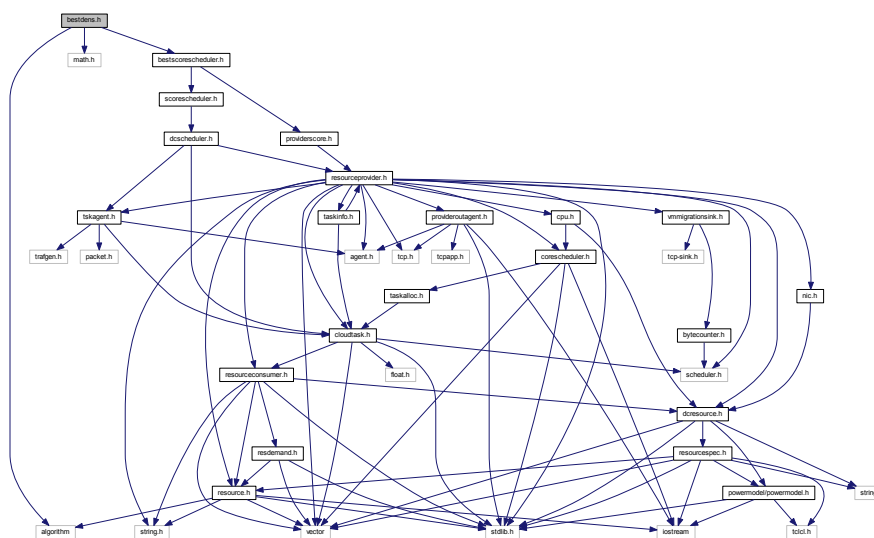 bestdens.h
math.h
bestscorescheduler.h
scorescheduler.h
dcscheduler.h
providerscore.h
resourceprovider.h
tskagent.h
taskinfo.h
provideroutagent.h
cpu.h
vmmigrationsink.h
trafgen.h
packet.h
agent.h
tcp.h
tcpapp.h
corescheduler.h
tcp-sink.h
taskalloc.h
nic.h
cloudtask.h
bytecounter.h
resourceconsumer.h
float.h
scheduler.h
dcresource.h
resdemand.h
resourcespec.h
resource.h
powermodel/powermodel.h
string
algorithm
string.h
vector
stdlib.h
iostream
tclcl.h